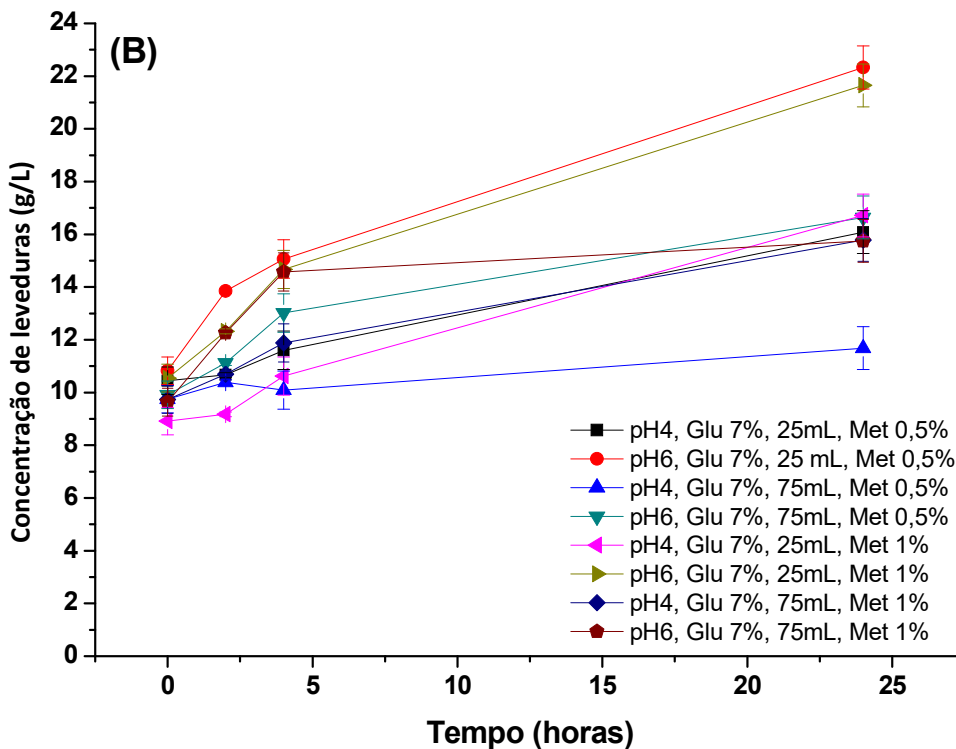 (B)
Concentração de leveduras (g/L)
24
22
20
18
16
14
12
10
8
6
4
2
0
pH4, Glu 7%, 25mL, Met 0,5%
pH6, Glu 7%, 25 mL, Met 0,5%
pH4, Glu 7%, 75mL, Met 0,5%
pH6, Glu 7%, 75mL, Met 0,5%
pH4, Glu 7%, 25mL, Met 1%
pH6, Glu 7%, 25mL, Met 1%
pH4, Glu 7%, 75mL, Met 1%
pH6, Glu 7%, 75mL, Met 1%
0 5 10 15 20 25
Tempo (horas)